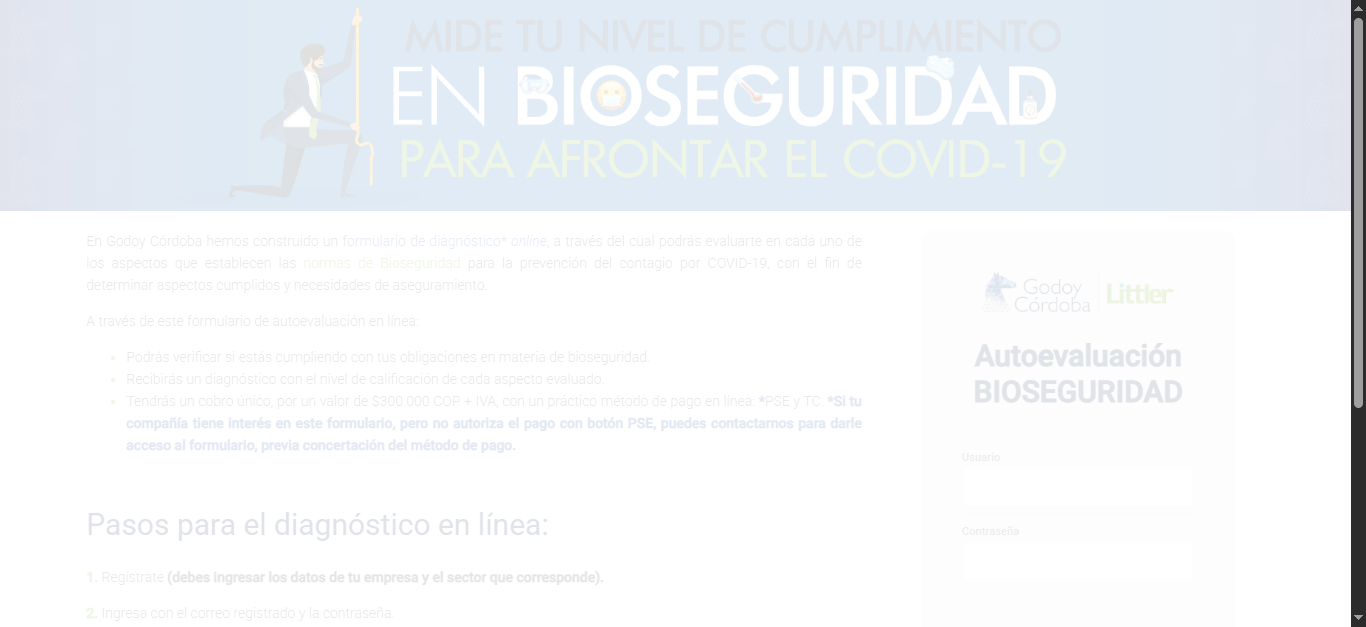 MIDE TU NIVEL DE CUMPLIMIENTO
EN BIOSEGURIDAD
PARA AFRONTAR EL COVID-19
En Godoy Córdoba hemos construido un formulario de diagnóstico* online, a través del cual podrás evaluarte en cada uno de
los aspectos que establecen las normas de Bioseguridad para la prevención del contagio por COVID-19, con el fin de
determinar aspectos cumplidos y necesidades de aseguramiento.
A través de este formulario de autoevaluación en línea:
Podrás verificar si estás cumpliendo con tus obligaciones en materia de bioseguridad.
Recibirás un diagnóstico con el nivel de calificación de cada aspecto evaluado.
Tendrás un cobro único, por un valor de $300.000 COP + IVA, con un práctico método de pago en línea: *PSE y TC. *Si tu
compañía tiene interés en este formulario, pero no autoriza el pago con botón PSE, puedes contactarnos para darle
acceso al formulario, previa concertación del método de pago.
Pasos para el diagnóstico en línea:
1. Regístrate (debes ingresar los datos de tu empresa y el sector que corresponde).
2. Ingresa con el correo registrado y la contraseña.
Godoy
Córdoba
Littler
Autoevaluación
BIOSEGURIDAD
Usuario
Contraseña